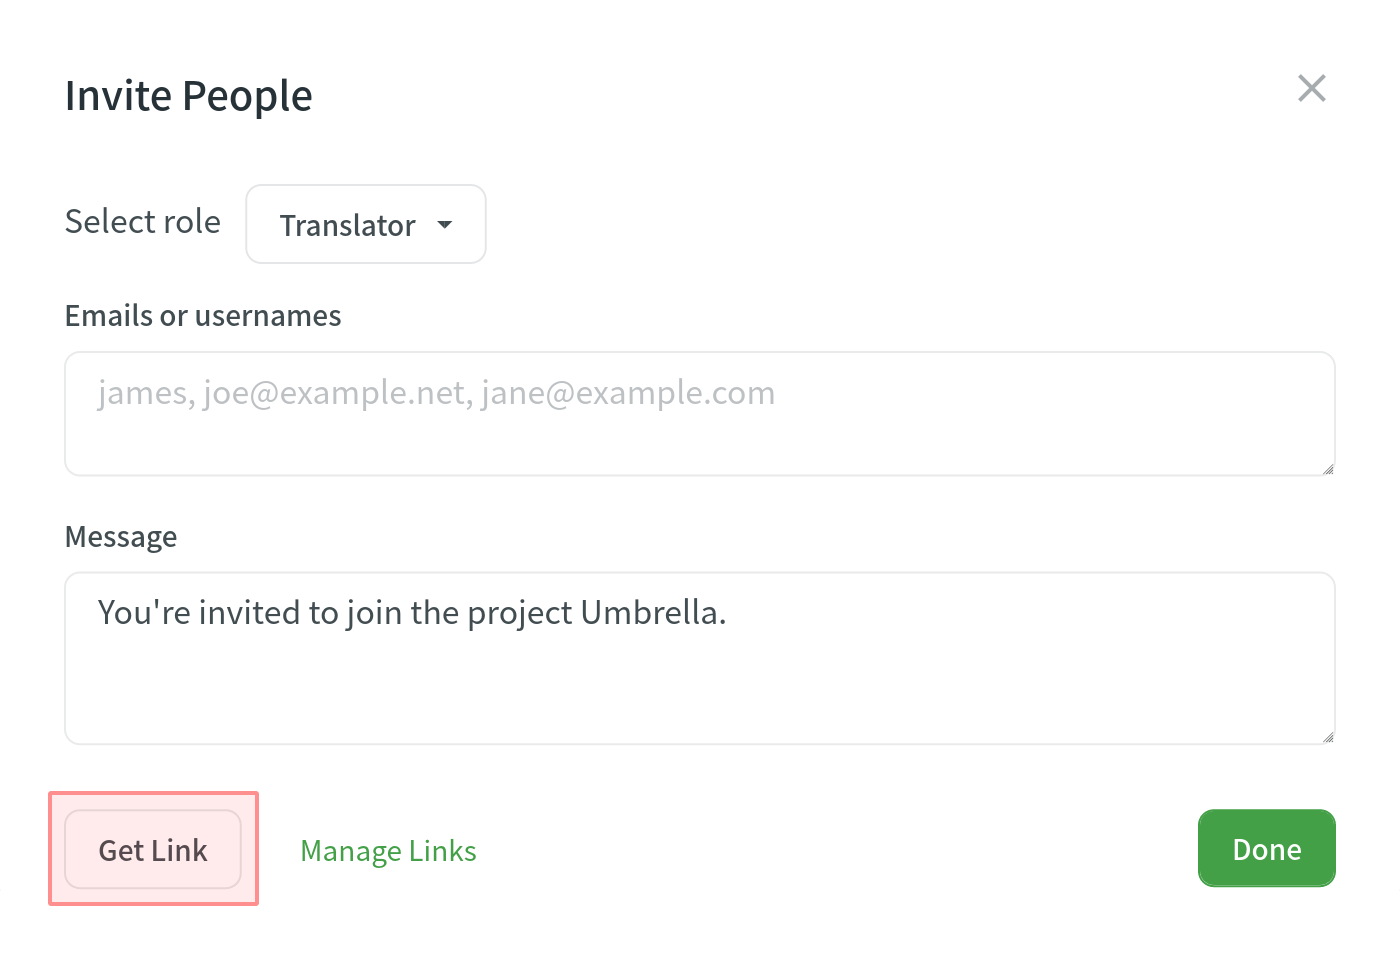 Invite People
Select role Translator
Emails or usernames
james, joe@example.net, jane@example.com
Message
You're invited to join the project Umbrella.
Get Link Manage Links Done